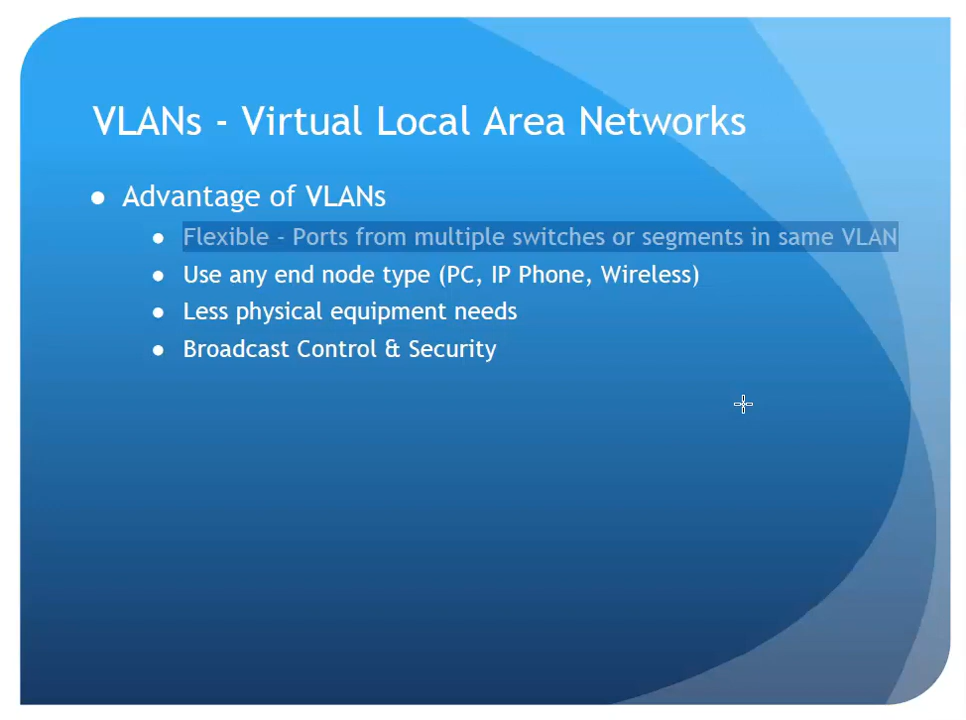 VLANs - Virtual Local Area Networks
Advantage of VLANs
Flexible - Ports from multiple switches or segments in same VLAN
Use any end node type (PC, IP Phone, Wireless)
Less physical equipment needs
Broadcast Control & Security